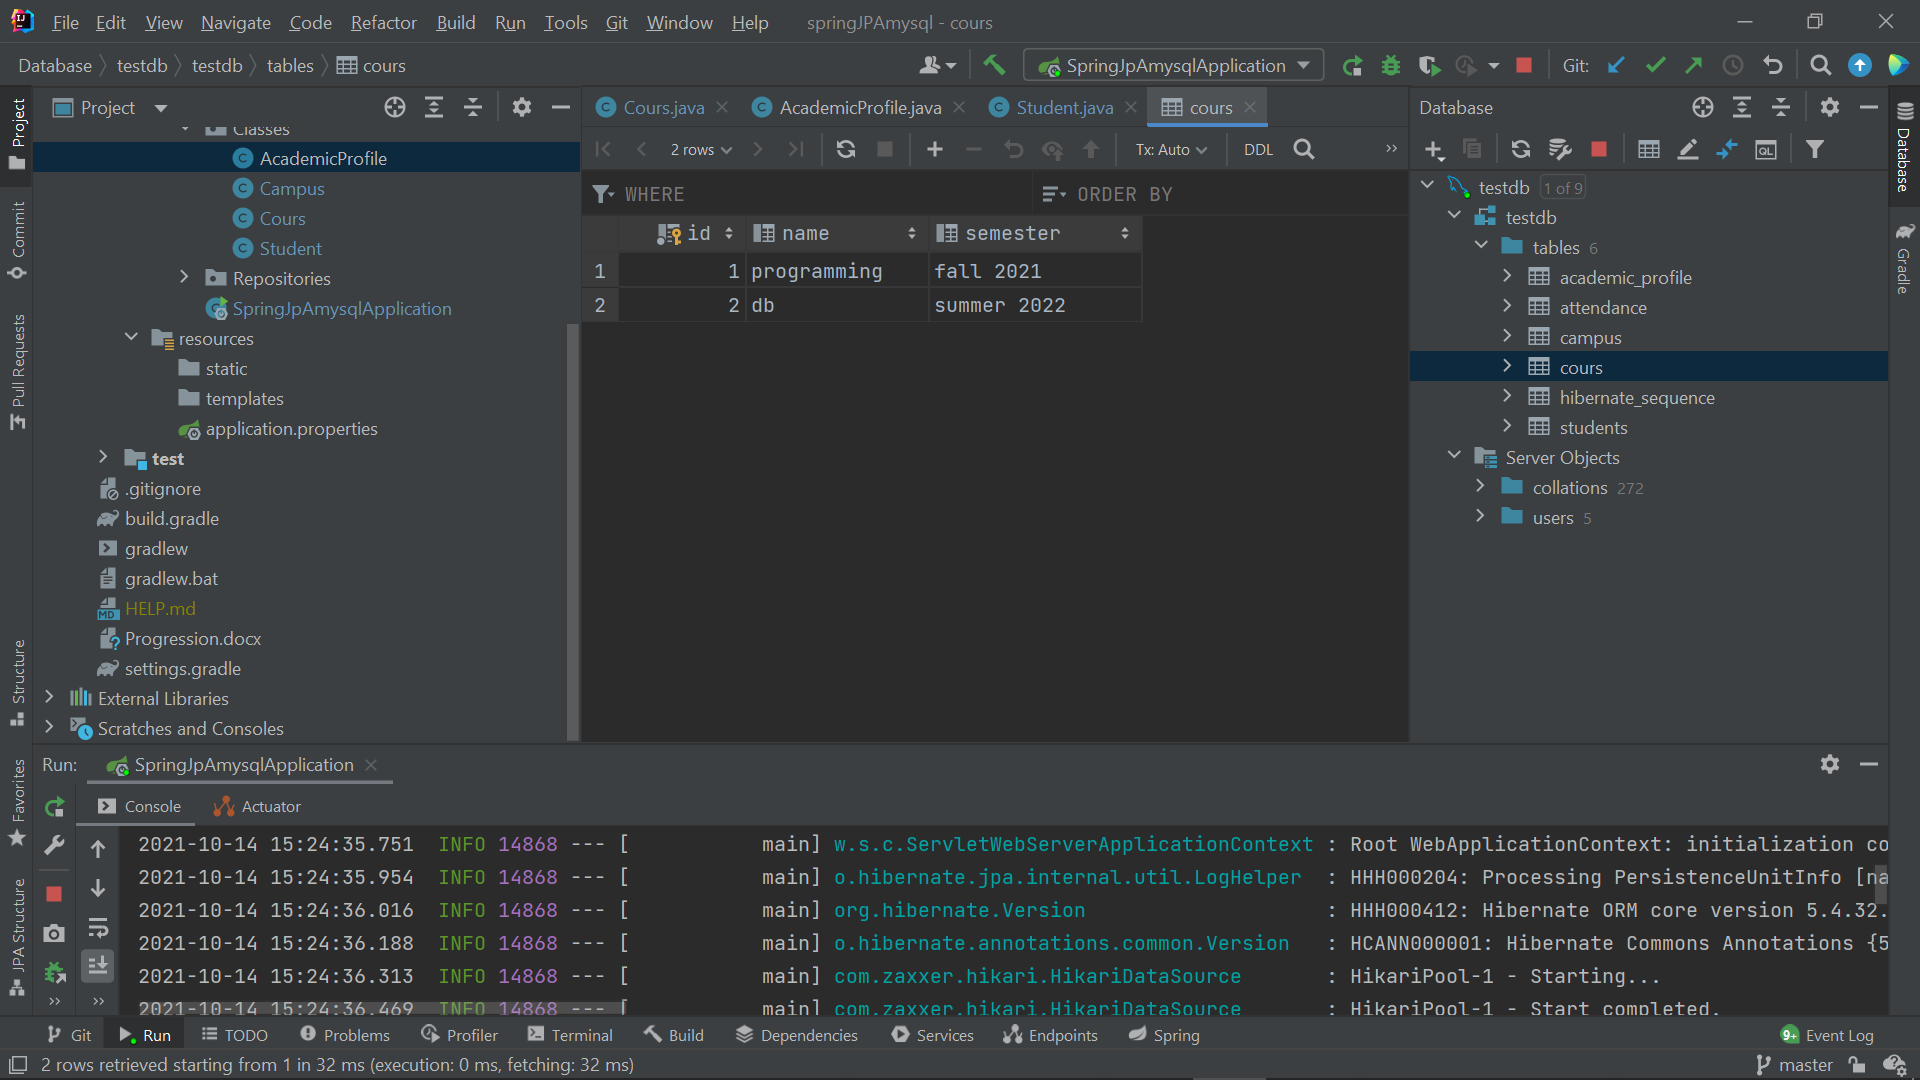 File Edit View Navigate Code Refactor Build Run Tools Git Window Help springJPAmysql - cours
Database testdb testdb tables cours
SpringJpAmysqlApplication Git:
Project
Commit
Pull Requests
Structure
Favorites
JPA Structure
Project
Classes
AcademicProfile
Campus
Cours
Student
Repositories
SpringJpAmysqlApplication
resources
static
templates
application.properties
test
.gitignore
build.gradle
gradlew
gradlew.bat
HELP.md
Progression.docx
settings.gradle
External Libraries
Scratches and Consoles
Cours.java AcademicProfile.java Student.java cours
2 rows Tx: Auto DDL
WHERE ORDER BY
id name semester
1 1 programming fall 2021
2 2 db summer 2022
Database
testdb 1 of 9
testdb
tables 6
academic_profile
attendance
campus
cours
hibernate_sequence
students
Server Objects
collations 272
users 5
Database
Gradle
Run: SpringJpAmysqlApplication
Console Actuator
2021-10-14 15:24:35.751 INFO 14868 --- [ main] w.s.c.ServletWebServerApplicationContext : Root WebApplicationContext: initialization co
2021-10-14 15:24:35.954 INFO 14868 --- [ main] o.hibernate.jpa.internal.util.LogHelper : HHH000204: Processing PersistenceUnitInfo [na
2021-10-14 15:24:36.016 INFO 14868 --- [ main] org.hibernate.Version : HHH000412: Hibernate ORM core version 5.4.32.
2021-10-14 15:24:36.188 INFO 14868 --- [ main] o.hibernate.annotations.common.Version : HCANN000001: Hibernate Commons Annotations {5
2021-10-14 15:24:36.313 INFO 14868 --- [ main] com.zaxxer.hikari.HikariDataSource : HikariPool-1 - Starting...
2021-10-14 15:24:36.469 INFO 14868 --- [ main] com.zaxxer.hikari.HikariDataSource : HikariPool-1 - Start completed.
Git Run TODO Problems Profiler Terminal Build Dependencies Services Endpoints Spring 9+ Event Log
2 rows retrieved starting from 1 in 32 ms (execution: 0 ms, fetching: 32 ms) master